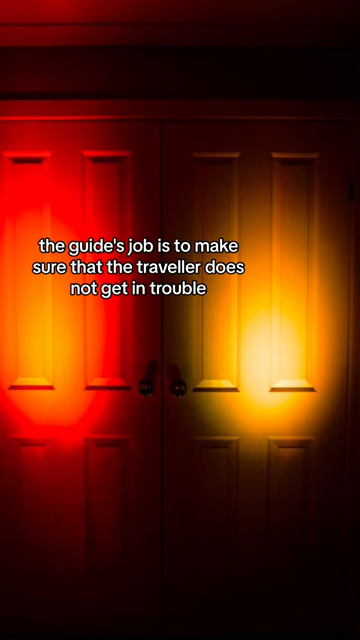 the guide's job is to make
sure that the traveller does
not get in trouble